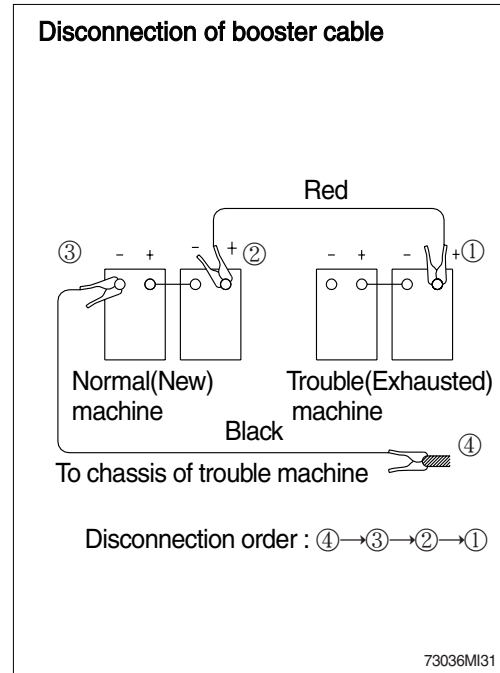 Disconnection of booster cable
Red
③ - + - + ② - + - + ①
Normal(New)
machine
Trouble(Exhausted)
machine
Black
④
To chassis of trouble machine
Disconnection order : ④→③→②→①
73036MI31